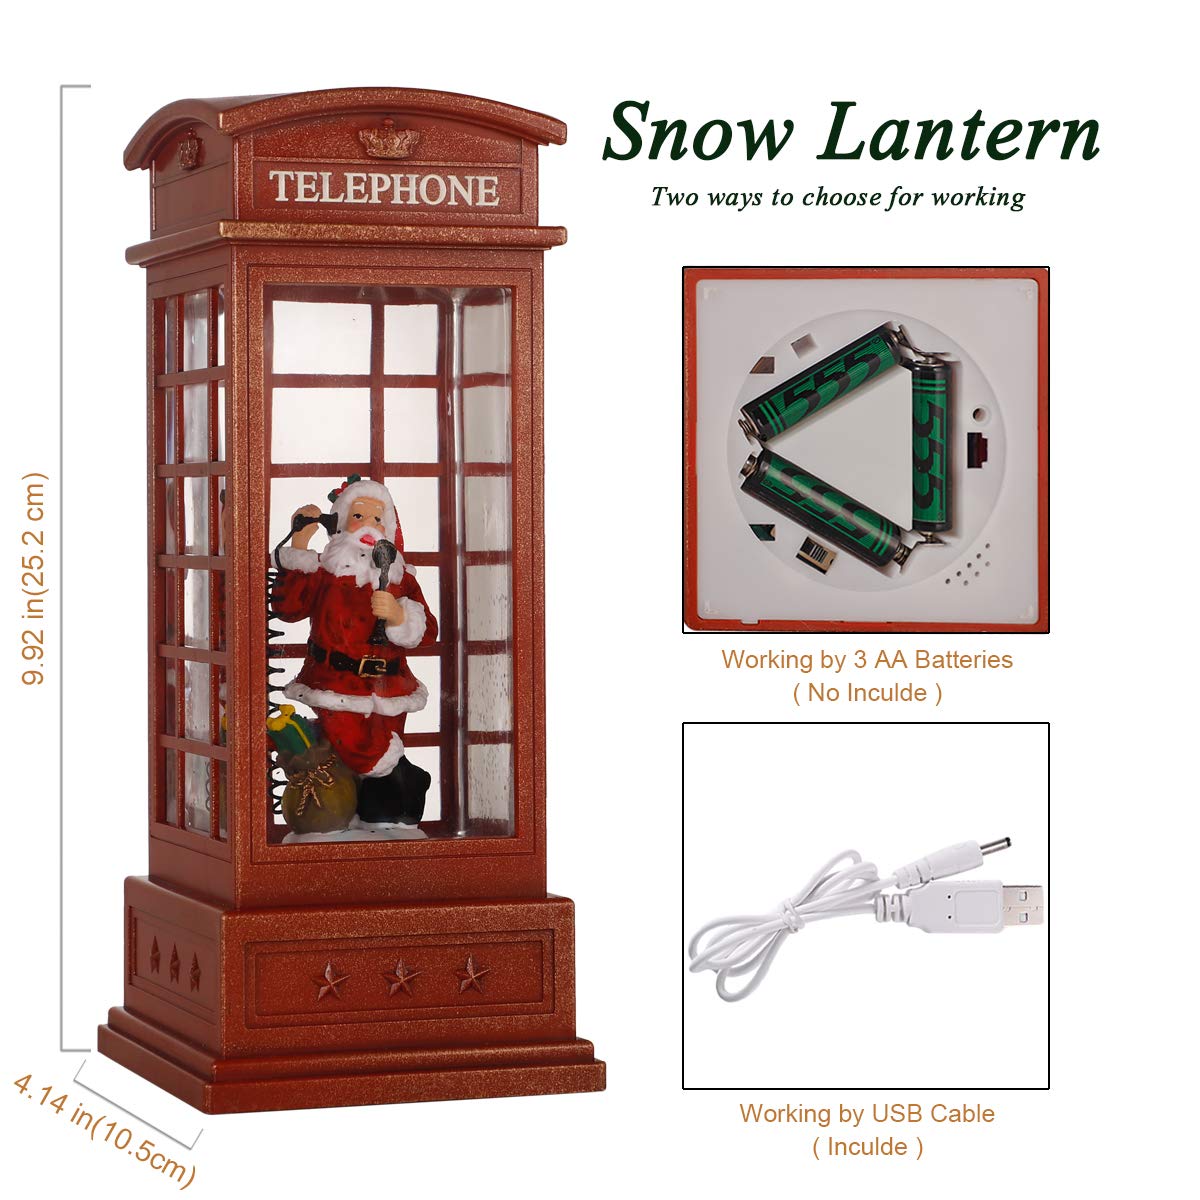 Snow Lantern
Two ways to choose for working
TELEPHONE
9.92 in(25.2 cm)
4.14 in(10.5cm)
555
555
555
Working by 3 AA Batteries
( No Inculde )
Working by USB Cable
( Inculde )